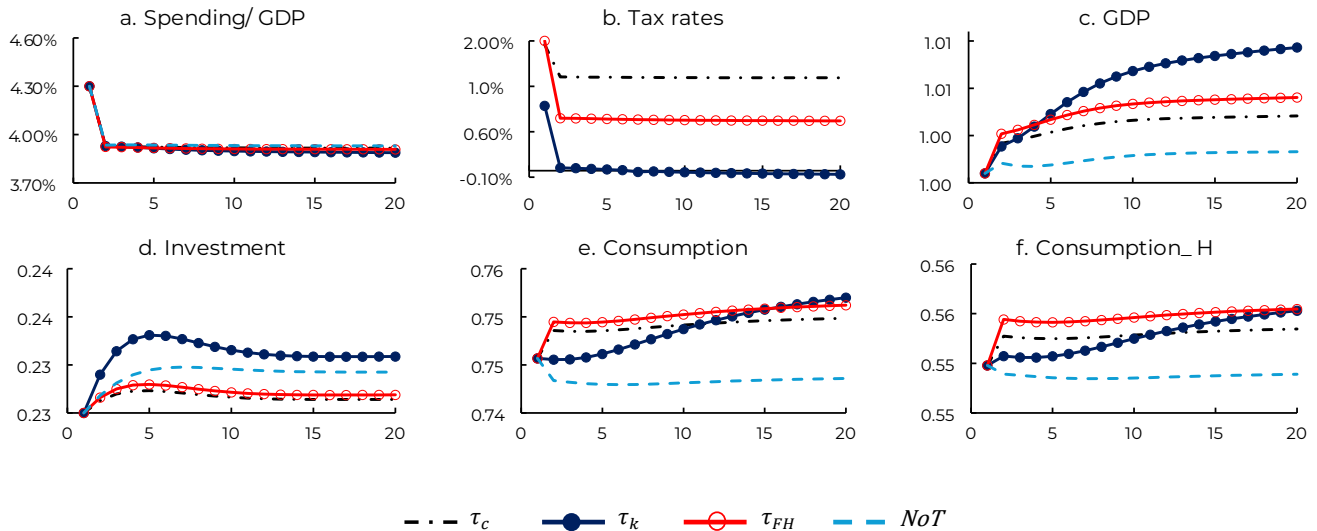 a. Spending/ GDP
4.60%
4.30%
4.00%
3.70%
0 5 10 15 20
b. Tax rates
2.00%
1.0%
0.60%
-0.10%
0 5 10 15 20
c. GDP
1.01
1.01
1.00
1.00
0 5 10 15 20
d. Investment
0.24
0.24
0.23
0.23
0 5 10 15 20
e. Consumption
0.76
0.75
0.75
0.74
0 5 10 15 20
f. Consumption_ H
0.56
0.56
0.55
0.55
0 5 10 15 20
τc τk τFH NoT